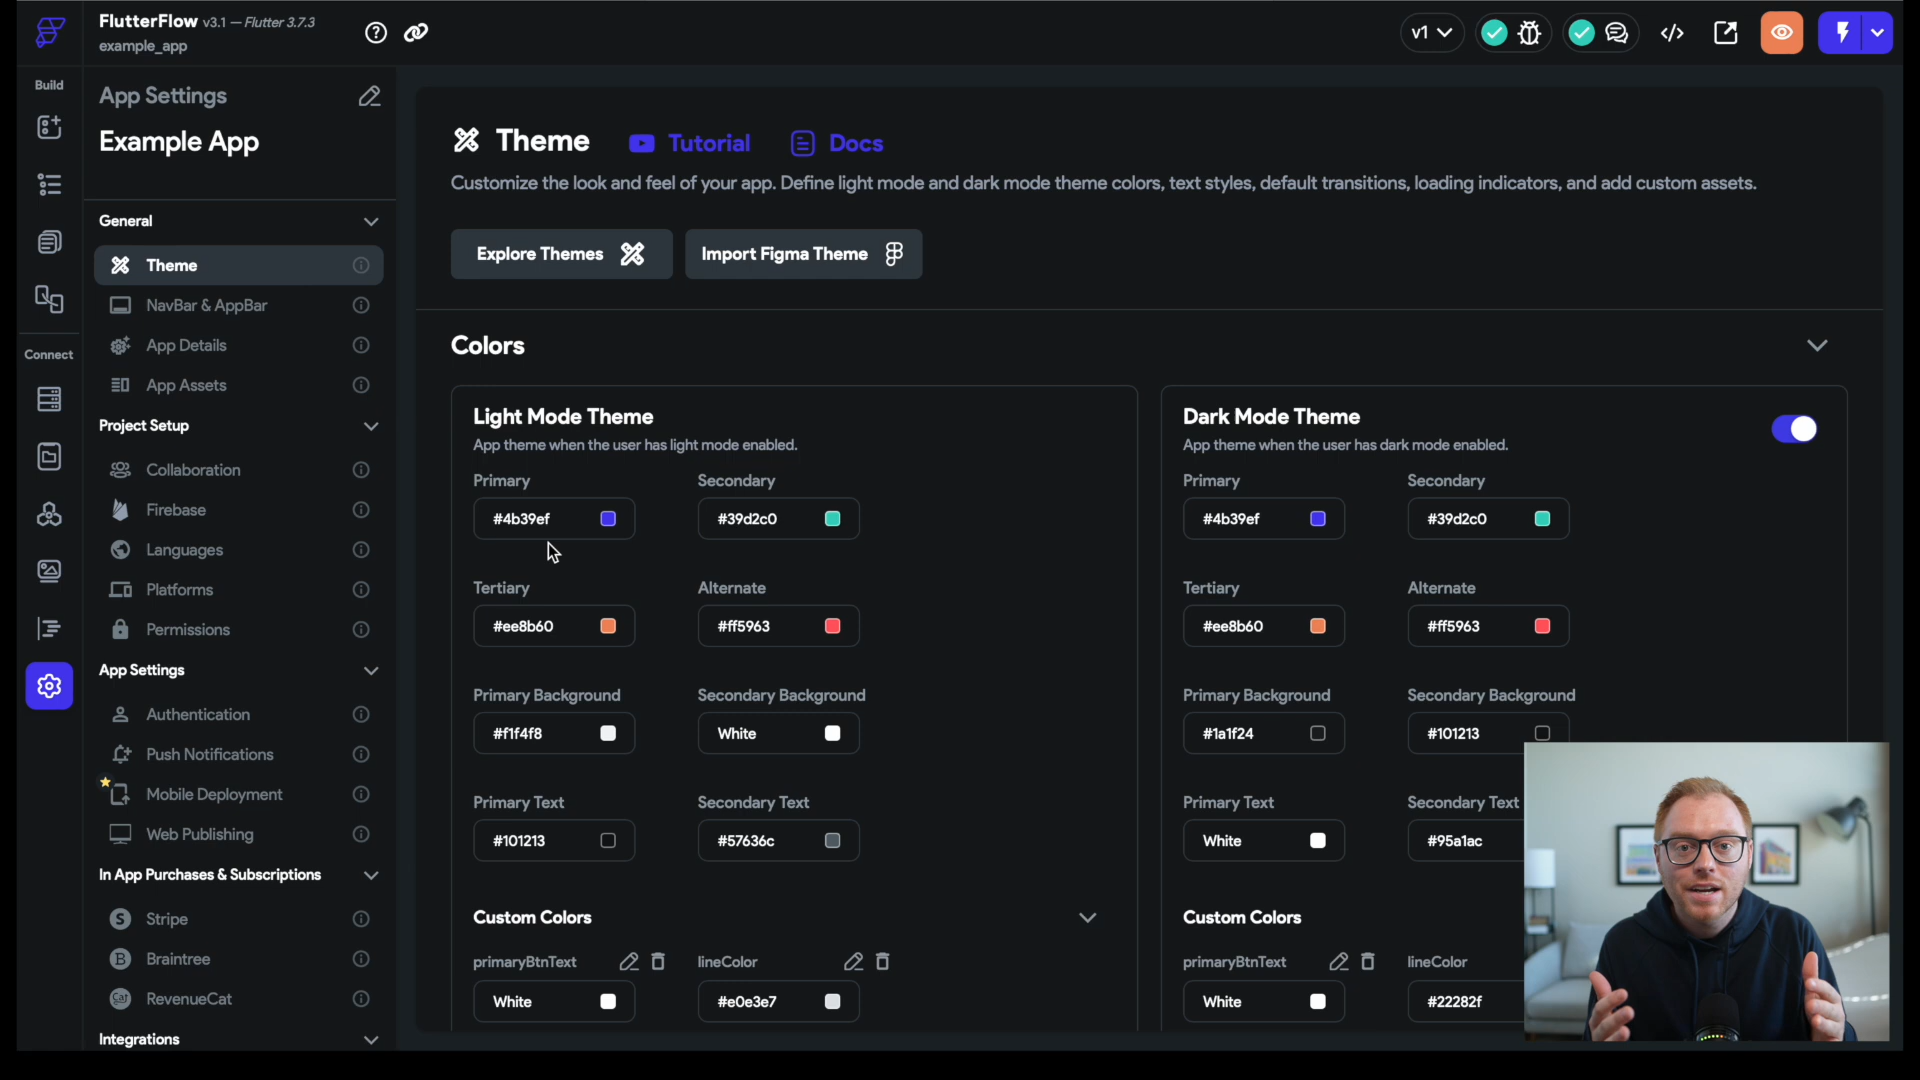 FlutterFlow v3.1 — Flutter 3.7.3
example_app
v1
Build
Connect
App Settings
Example App
General
Theme
NavBar & AppBar
App Details
App Assets
Project Setup
Collaboration
Firebase
Languages
Platforms
Permissions
App Settings
Authentication
Push Notifications
Mobile Deployment
Web Publishing
In App Purchases & Subscriptions
Stripe
Braintree
RevenueCat
Integrations
Theme Tutorial Docs
Customize the look and feel of your app. Define light mode and dark mode theme colors, text styles, default transitions, loading indicators, and add custom assets.
Explore Themes Import Figma Theme
Colors
Light Mode Theme
App theme when the user has light mode enabled.
Primary Secondary
#4b39ef #39d2c0
Tertiary Alternate
#ee8b60 #ff5963
Primary Background Secondary Background
#f1f4f8 White
Primary Text Secondary Text
#101213 #57636c
Custom Colors
primaryBtnText lineColor
White #e0e3e7
Dark Mode Theme
App theme when the user has dark mode enabled.
Primary Secondary
#4b39ef #39d2c0
Tertiary Alternate
#ee8b60 #ff5963
Primary Background Secondary Background
#1a1f24 #101213
Primary Text Secondary Text
White #95a1ac
Custom Colors
primaryBtnText lineColor
White #22282f